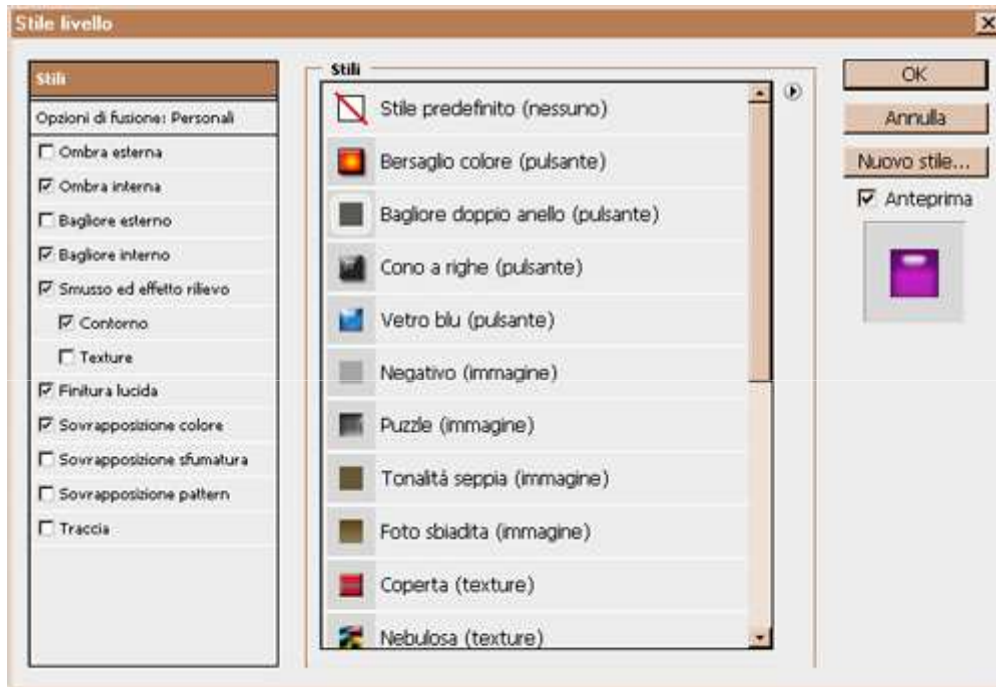 Stile livello
Stili
Opzioni di fusione: Personali
Ombra esterna
Ombra interna
Bagliore esterno
Bagliore interno
Smusso ed effetto rilievo
Contorno
Texture
Finitura lucida
Sovrapposizione colore
Sovrapposizione sfumatura
Sovrapposizione pattern
Traccia
Stili
Stile predefinito (nessuno)
Bersaglio colore (pulsante)
Bagliore doppio anello (pulsante)
Cono a righe (pulsante)
Vetro blu (pulsante)
Negativo (immagine)
Puzzle (immagine)
Tonalità seppia (immagine)
Foto sbiadita (immagine)
Coperta (texture)
Nebulosa (texture)
OK
Annulla
Nuovo stile...
Anteprima